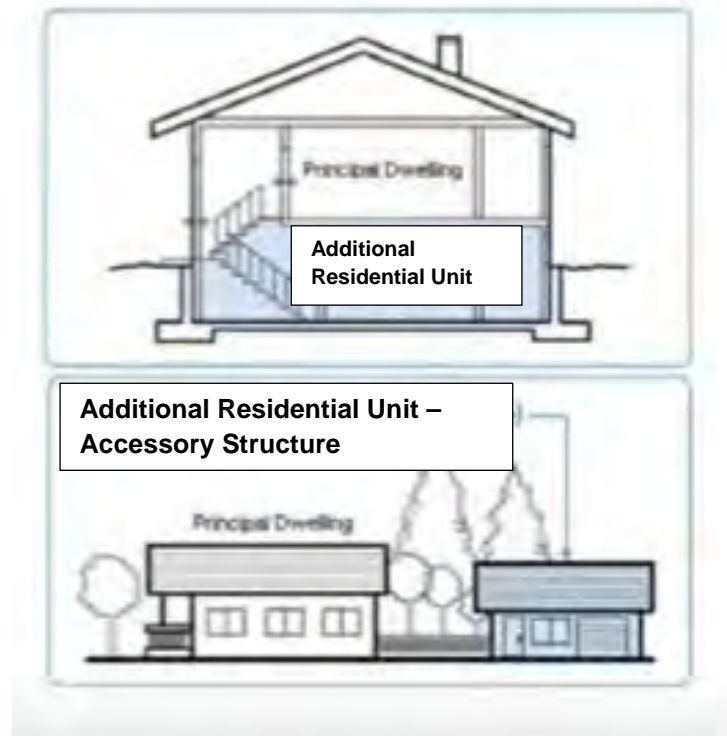 Principal Dwelling
Additional
Residential Unit
Additional Residential Unit –
Accessory Structure
Principal Dwelling